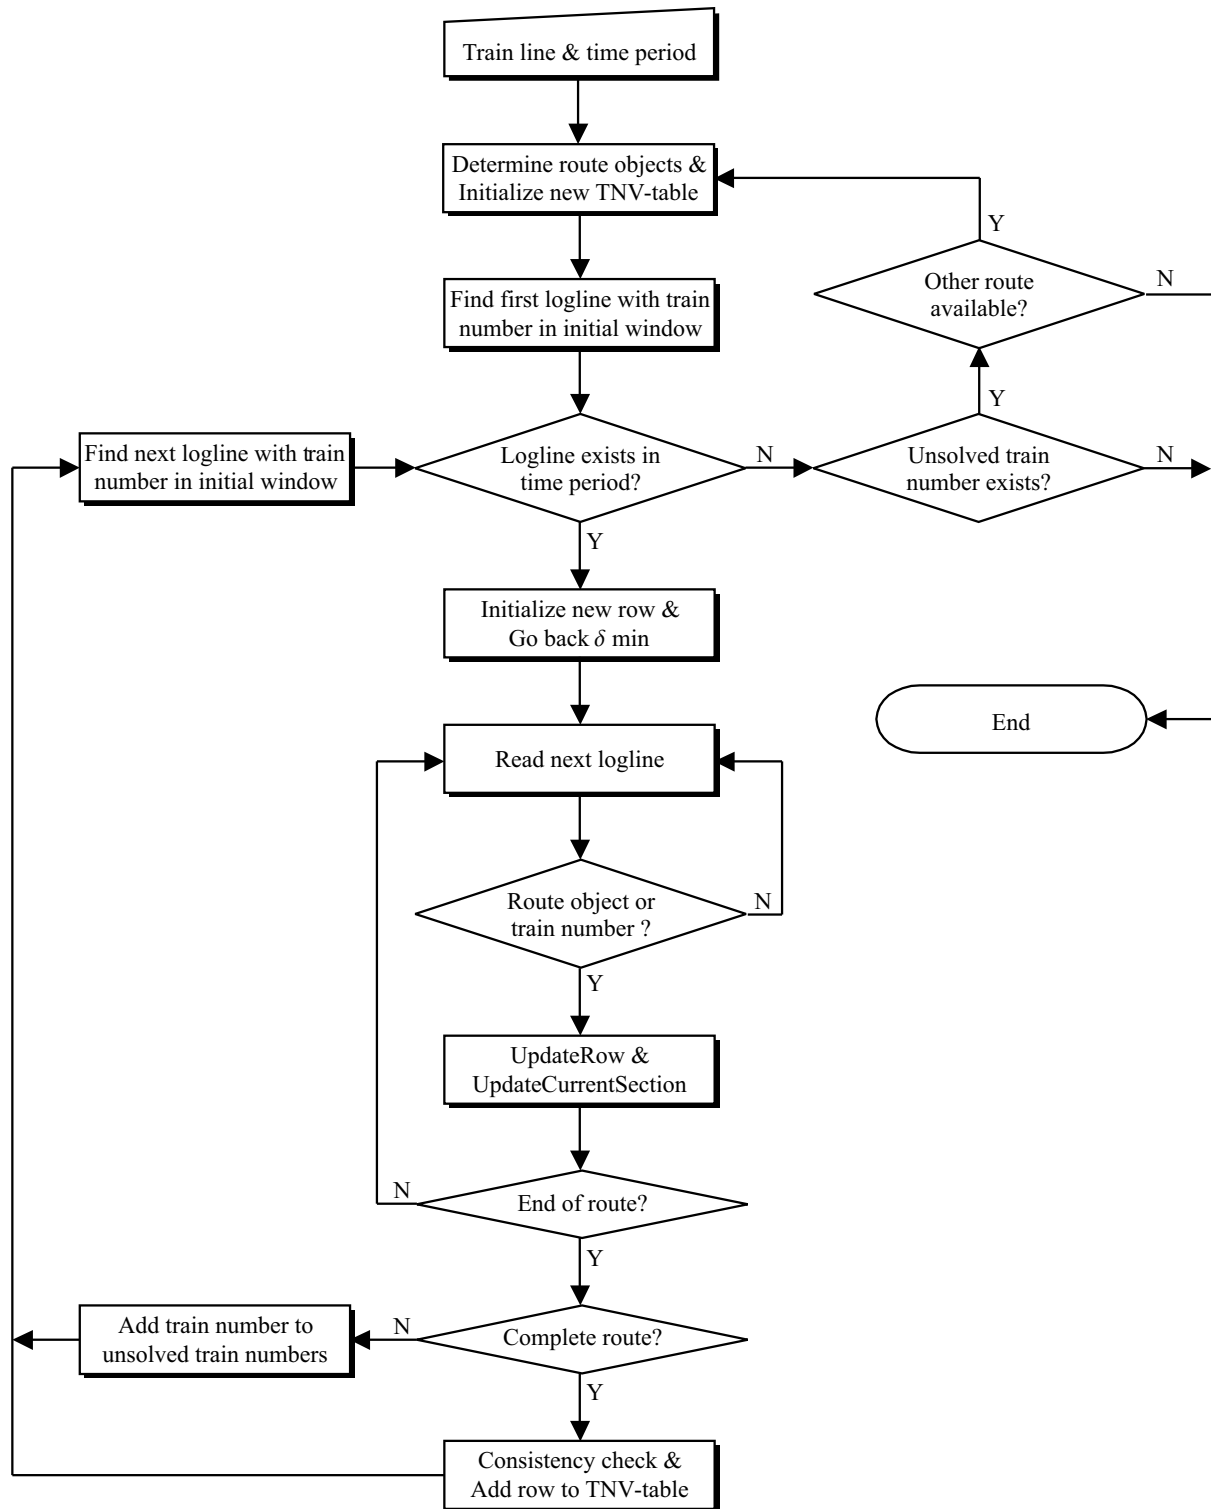 Train line & time period
Determine route objects &
Initialize new TNV-table
Y
Other route
available?
N
Find first logline with train
number in initial window
Y
Find next logline with train
number in initial window
Logline exists in
time period?
N
Unsolved train
number exists?
N
Y
Initialize new row &
Go back δ min
End
Read next logline
Route object or
train number ?
N
Y
UpdateRow &
UpdateCurrentSection
N
End of route?
Y
Add train number to
unsolved train numbers
N
Complete route?
Y
Consistency check &
Add row to TNV-table